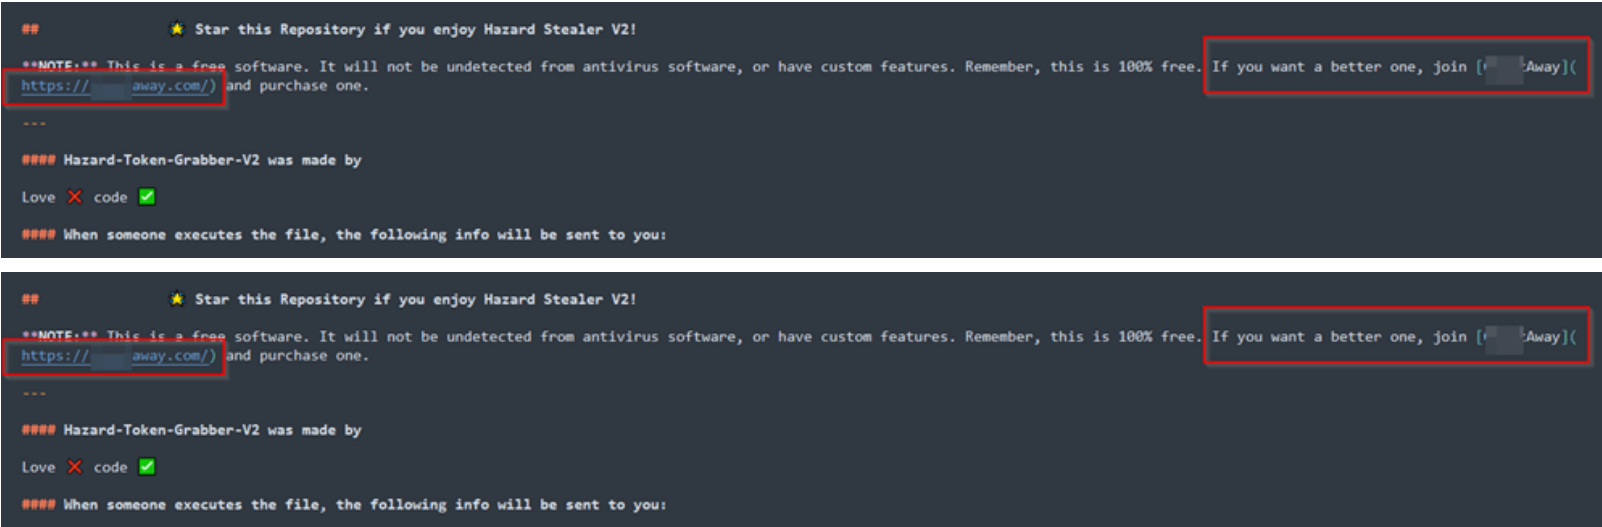 ## ⭐ Star this Repository if you enjoy Hazard Stealer V2!
**NOTE:** This is a free software. It will not be undetected from antivirus software, or have custom features. Remember, this is 100% free. If you want a better one, join [ Away](
https:// away.com/) and purchase one.
---
#### Hazard-Token-Grabber-V2 was made by
Love ❌ code ✅
#### When someone executes the file, the following info will be sent to you:
## ⭐ Star this Repository if you enjoy Hazard Stealer V2!
**NOTE:** This is a free software. It will not be undetected from antivirus software, or have custom features. Remember, this is 100% free. If you want a better one, join [ Away](
https:// away.com/) and purchase one.
---
#### Hazard-Token-Grabber-V2 was made by
Love ❌ code ✅
#### When someone executes the file, the following info will be sent to you: